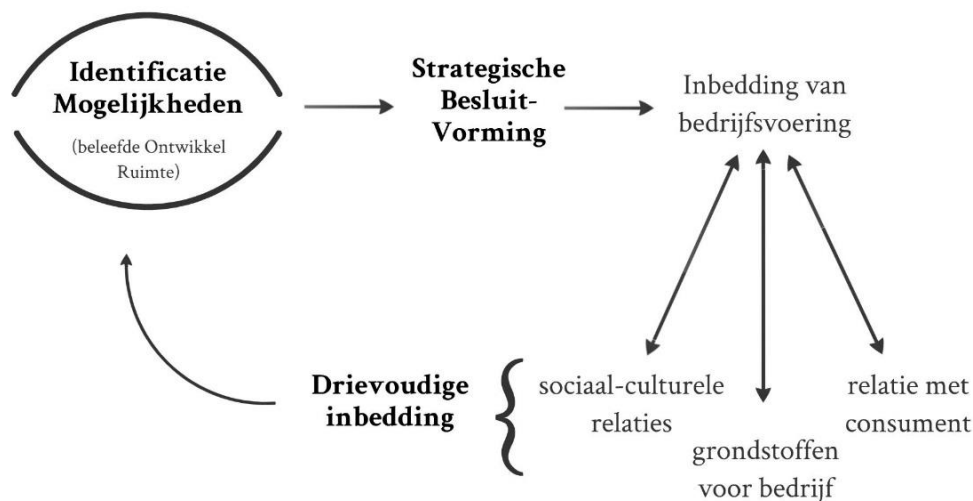 Identificatie
Mogelijkheden
(beleefde Ontwikkel
Ruimte)
Strategische
Besluit-
Vorming
Inbedding van
bedrijfsvoering
Drievoudige
inbedding
sociaal-culturele
relaties
grondstoffen
voor bedrijf
relatie met
consument